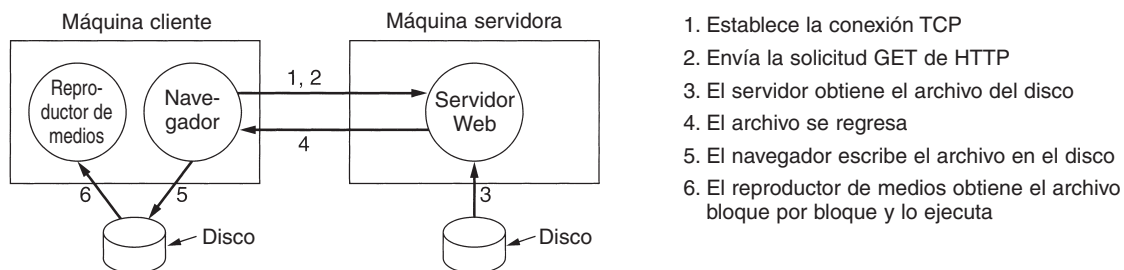 Máquina cliente
Máquina servidora
Repro-
ductor de
medios
Nave-
gador
1, 2
4
Servidor
Web
6
5
3
Disco
Disco
1. Establece la conexión TCP
2. Envía la solicitud GET de HTTP
3. El servidor obtiene el archivo del disco
4. El archivo se regresa
5. El navegador escribe el archivo en el disco
6. El reproductor de medios obtiene el archivo
bloque por bloque y lo ejecuta